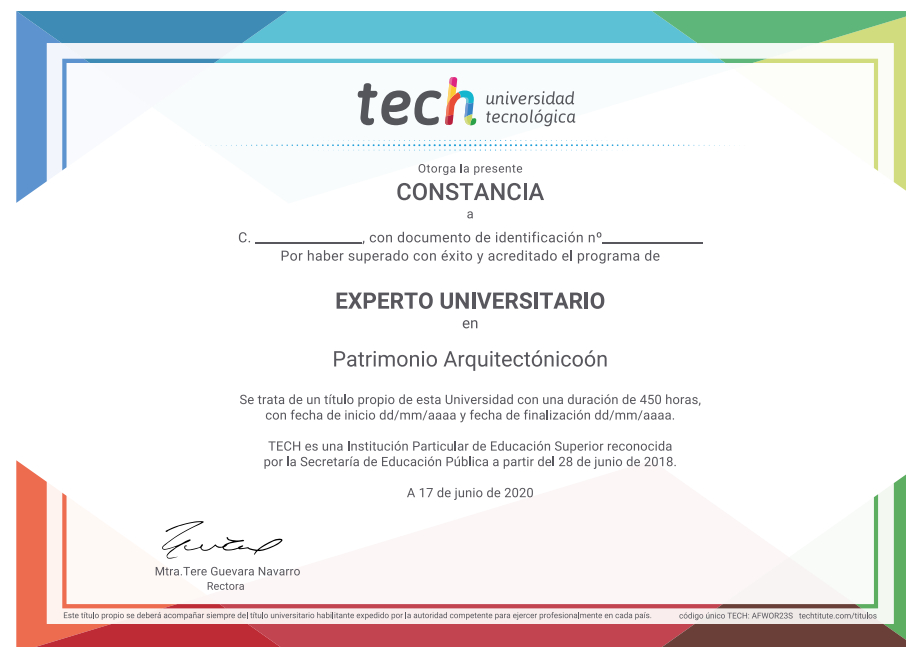 tech universidad
tecnológica
Otorga la presente
CONSTANCIA
a
C. ______________, con documento de identificación nº_____________
Por haber superado con éxito y acreditado el programa de
EXPERTO UNIVERSITARIO
en
Patrimonio Arquitectónicoón
Se trata de un título propio de esta Universidad con una duración de 450 horas,
con fecha de inicio dd/mm/aaaa y fecha de finalización dd/mm/aaaa.
TECH es una Institución Particular de Educación Superior reconocida
por la Secretaría de Educación Pública a partir del 28 de junio de 2018.
A 17 de junio de 2020
Mtra.Tere Guevara Navarro
Rectora
Este título propio se deberá acompañar siempre del título universitario habilitante expedido por la autoridad competente para ejercer profesionalmente en cada país. código único TECH: AFWOR23S techtitute.com/titulos